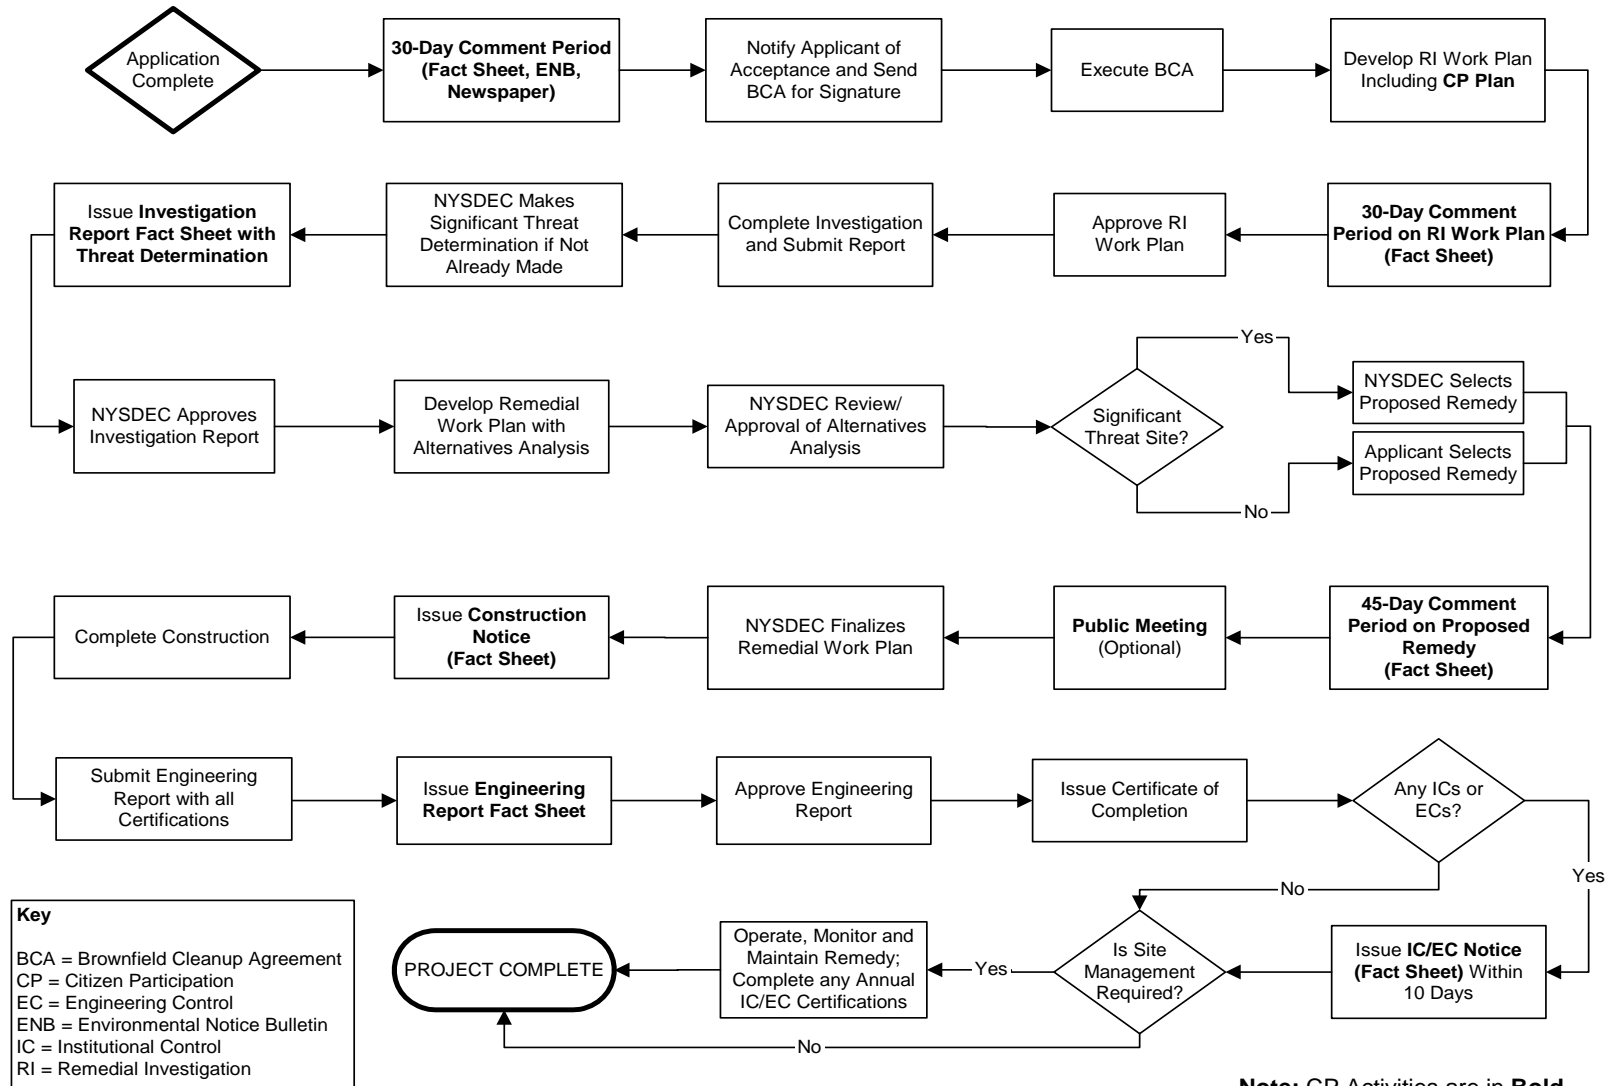 Application
Complete
30-Day Comment Period
(Fact Sheet, ENB,
Newspaper)
Notify Applicant of
Acceptance and Send
BCA for Signature
Execute BCA
Develop RI Work Plan
Including CP Plan
30-Day Comment
Period on RI Work Plan
(Fact Sheet)
Approve RI
Work Plan
Complete Investigation
and Submit Report
NYSDEC Makes
Significant Threat
Determination if Not
Already Made
Issue Investigation
Report Fact Sheet with
Threat Determination
NYSDEC Approves
Investigation Report
Develop Remedial
Work Plan with
Alternatives Analysis
NYSDEC Review/
Approval of Alternatives
Analysis
Significant
Threat Site?
Yes
No
NYSDEC Selects
Proposed Remedy
Applicant Selects
Proposed Remedy
45-Day Comment
Period on Proposed
Remedy
(Fact Sheet)
Public Meeting
(Optional)
NYSDEC Finalizes
Remedial Work Plan
Issue Construction
Notice
(Fact Sheet)
Complete Construction
Submit Engineering
Report with all
Certifications
Issue Engineering
Report Fact Sheet
Approve Engineering
Report
Issue Certificate of
Completion
Any ICs or
ECs?
Yes
No
Issue IC/EC Notice
(Fact Sheet) Within
10 Days
Is Site
Management
Required?
Yes
No
Operate, Monitor and
Maintain Remedy;
Complete any Annual
IC/EC Certifications
PROJECT COMPLETE
Key
BCA = Brownfield Cleanup Agreement
CP = Citizen Participation
EC = Engineering Control
ENB = Environmental Notice Bulletin
IC = Institutional Control
RI = Remedial Investigation
Note: CP Activities are in Bold